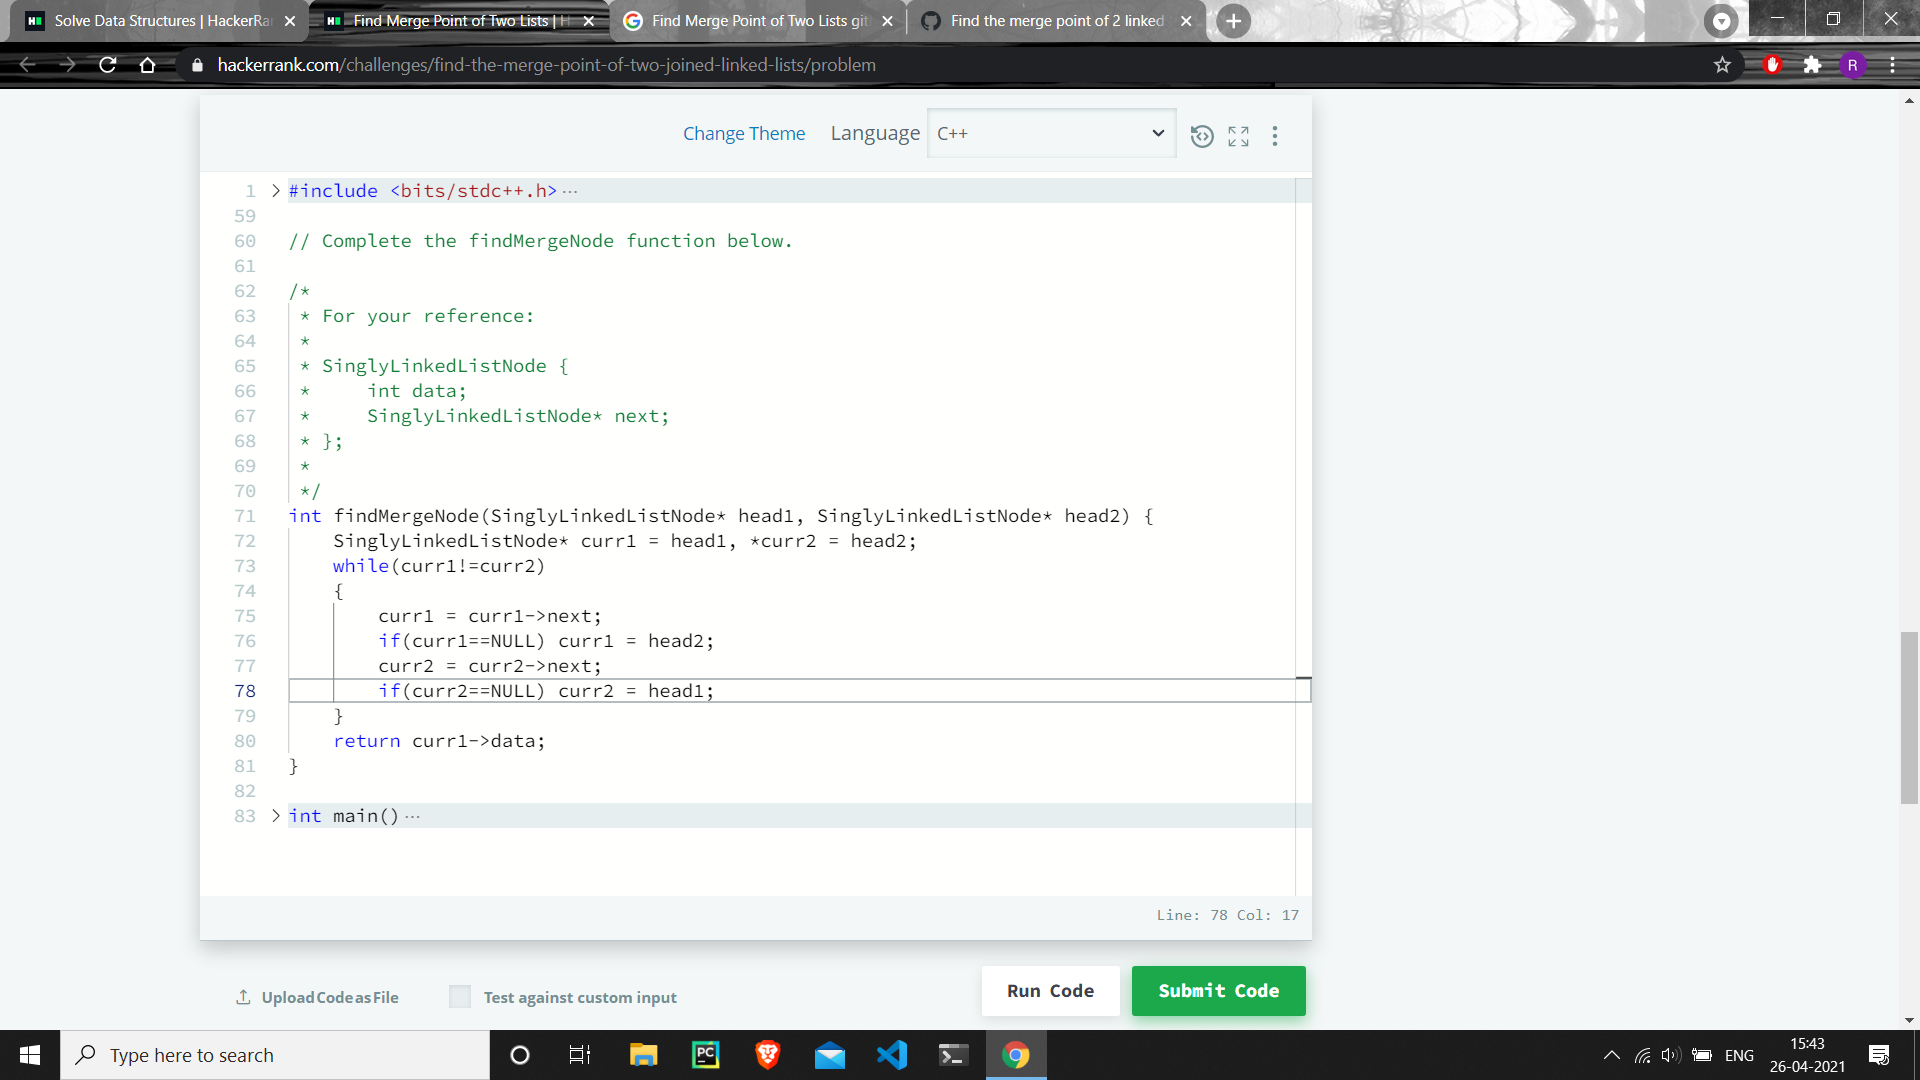 Solve Data Structures | HackerRa
Find Merge Point of Two Lists | H
Find Merge Point of Two Lists git
Find the merge point of 2 linked
hackerrank.com/challenges/find-the-merge-point-of-two-joined-linked-lists/problem
R
Change Theme Language C++
1 #include <bits/stdc++.h>
59
60 // Complete the findMergeNode function below.
61
62 /*
63 * For your reference:
64 *
65 * SinglyLinkedListNode {
66 *     int data;
67 *     SinglyLinkedListNode* next;
68 * };
69 *
70 */
71 int findMergeNode(SinglyLinkedListNode* head1, SinglyLinkedListNode* head2) {
72     SinglyLinkedListNode* curr1 = head1, *curr2 = head2;
73     while(curr1!=curr2)
74     {
75         curr1 = curr1->next;
76         if(curr1==NULL) curr1 = head2;
77         curr2 = curr2->next;
78         if(curr2==NULL) curr2 = head1;
79     }
80     return curr1->data;
81 }
82
83 int main()
Line: 78 Col: 17
Upload Code as File
Test against custom input
Run Code
Submit Code
Type here to search
PC
ENG
15:43
26-04-2021